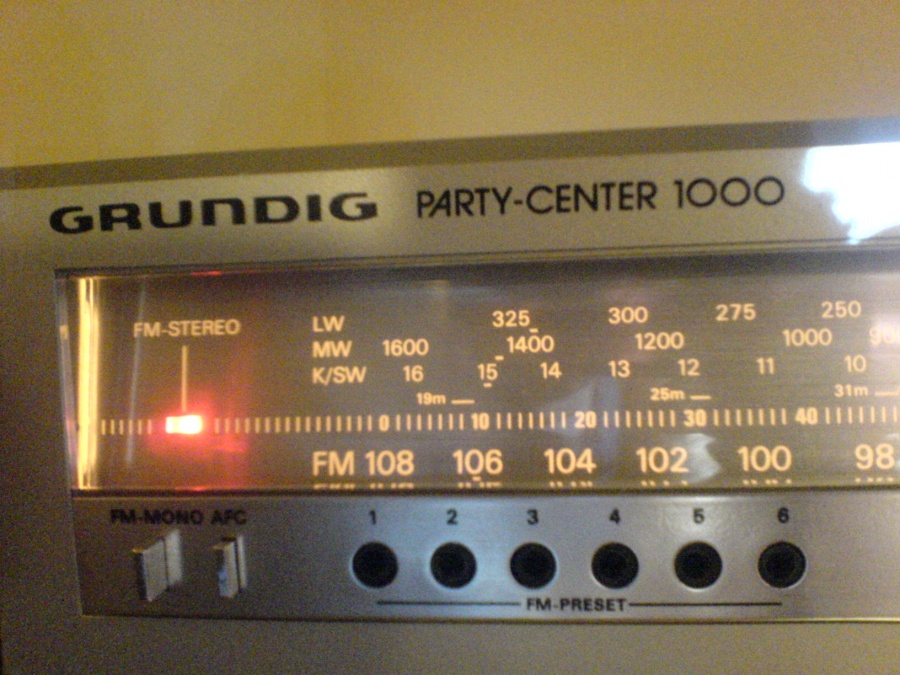 GRUNDIG PARTY-CENTER 1000
FM-STEREO
LW 325 300 275 250
MW 1600 1400 1200 1000
K/SW 16 15 14 13 12 11 10
19m 25m 31m
0 10 20 30 40
FM 108 106 104 102 100 98
FM-MONO AFC 1 2 3 4 5 6
FM-PRESET